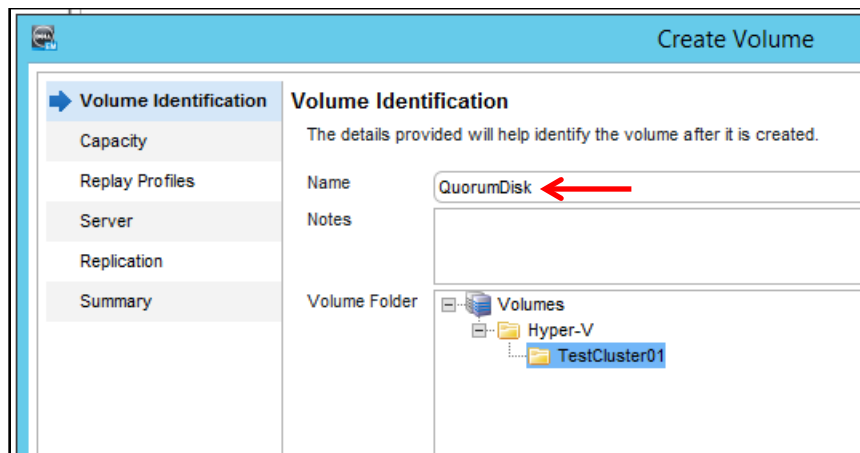 Create Volume
Volume Identification
Capacity
Replay Profiles
Server
Replication
Summary
Volume Identification
The details provided will help identify the volume after it is created.
Name
QuorumDisk
Notes
Volume Folder
Volumes
Hyper-V
TestCluster01